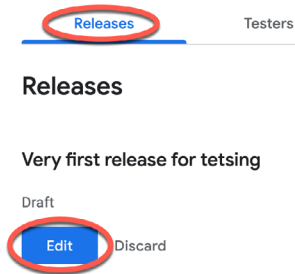 Releases Testers
Releases
Very first release for tetsing
Draft
Edit Discard